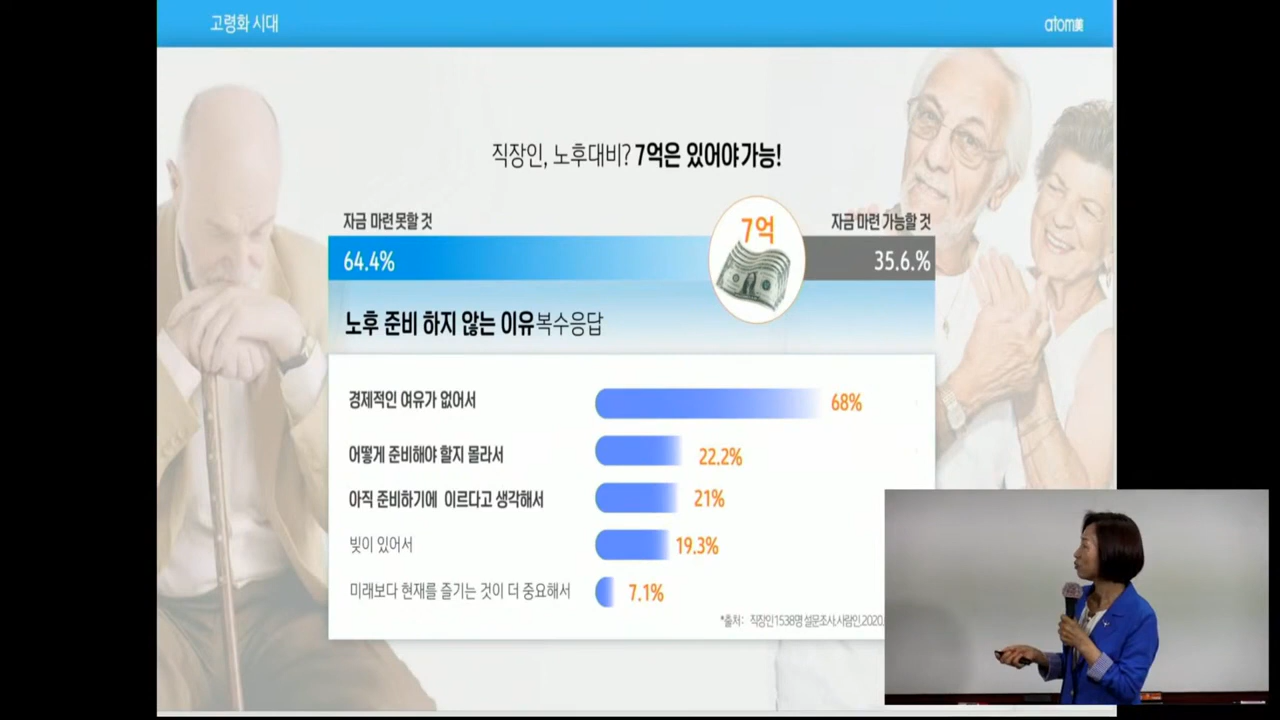 고령화 시대
atom美
직장인, 노후대비? 7억은 있어야 가능!
자금 마련 못할 것
7억
자금 마련 가능할 것
64.4%
35.6.%
노후 준비 하지 않는 이유 복수응답
경제적인 여유가 없어서
68%
어떻게 준비해야 할지 몰라서
22.2%
아직 준비하기에 이르다고 생각해서
21%
빚이 있어서
19.3%
미래보다 현재를 즐기는 것이 더 중요해서
7.1%
*출처: 직장인1538명 설문조사.사람인.2020.